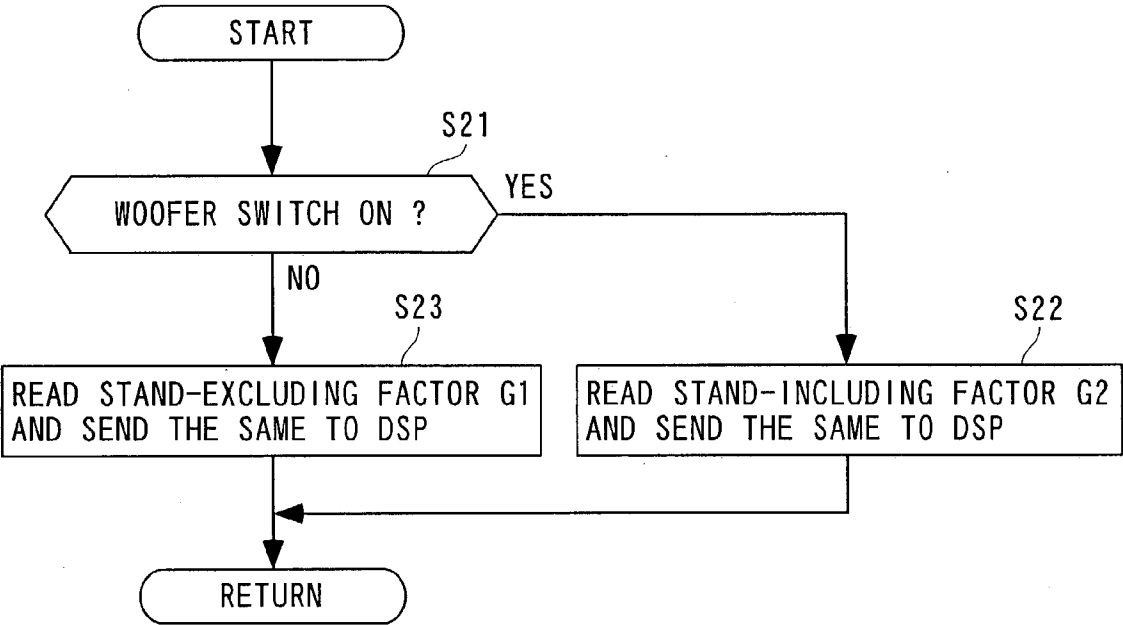 START
S21
WOOFER SWITCH ON ?
YES
NO
S23
S22
READ STAND-EXCLUDING FACTOR G1
AND SEND THE SAME TO DSP
READ STAND-INCLUDING FACTOR G2
AND SEND THE SAME TO DSP
RETURN